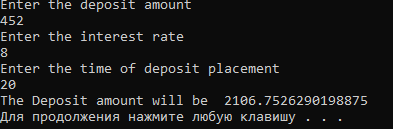 Enter the deposit amount
452
Enter the interest rate
8
Enter the time of deposit placement
20
The Deposit amount will be  2106.7526290198875
Для продолжения нажмите любую клавишу . . .